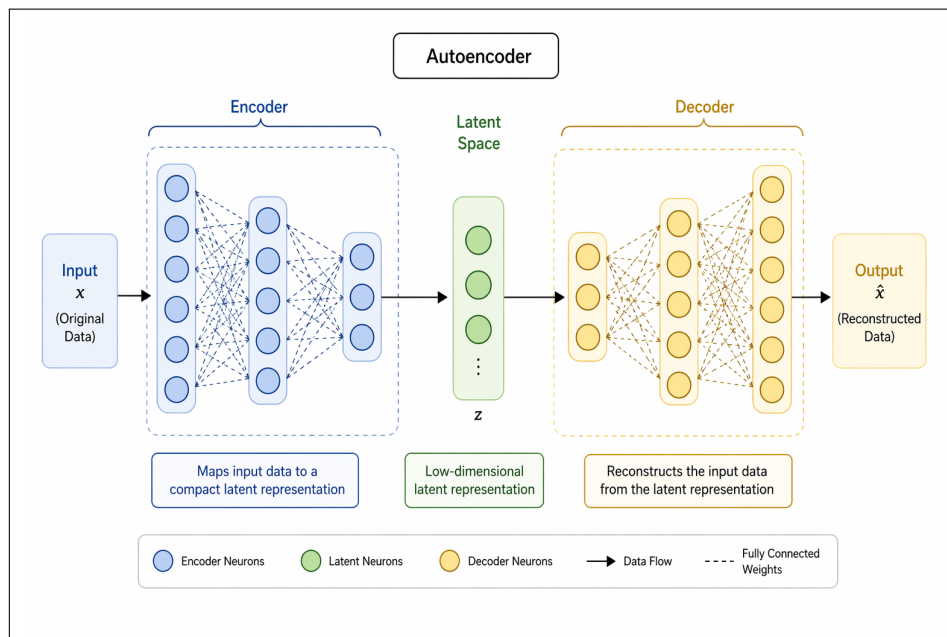 Autoencoder
Encoder
Latent
Space
Decoder
Input
x
(Original
Data)
⋮
z
Output
x̂
(Reconstructed
Data)
Maps input data to a
compact latent representation
Low-dimensional
latent representation
Reconstructs the input data
from the latent representation
Encoder Neurons
Latent Neurons
Decoder Neurons
Data Flow
Fully Connected
Weights